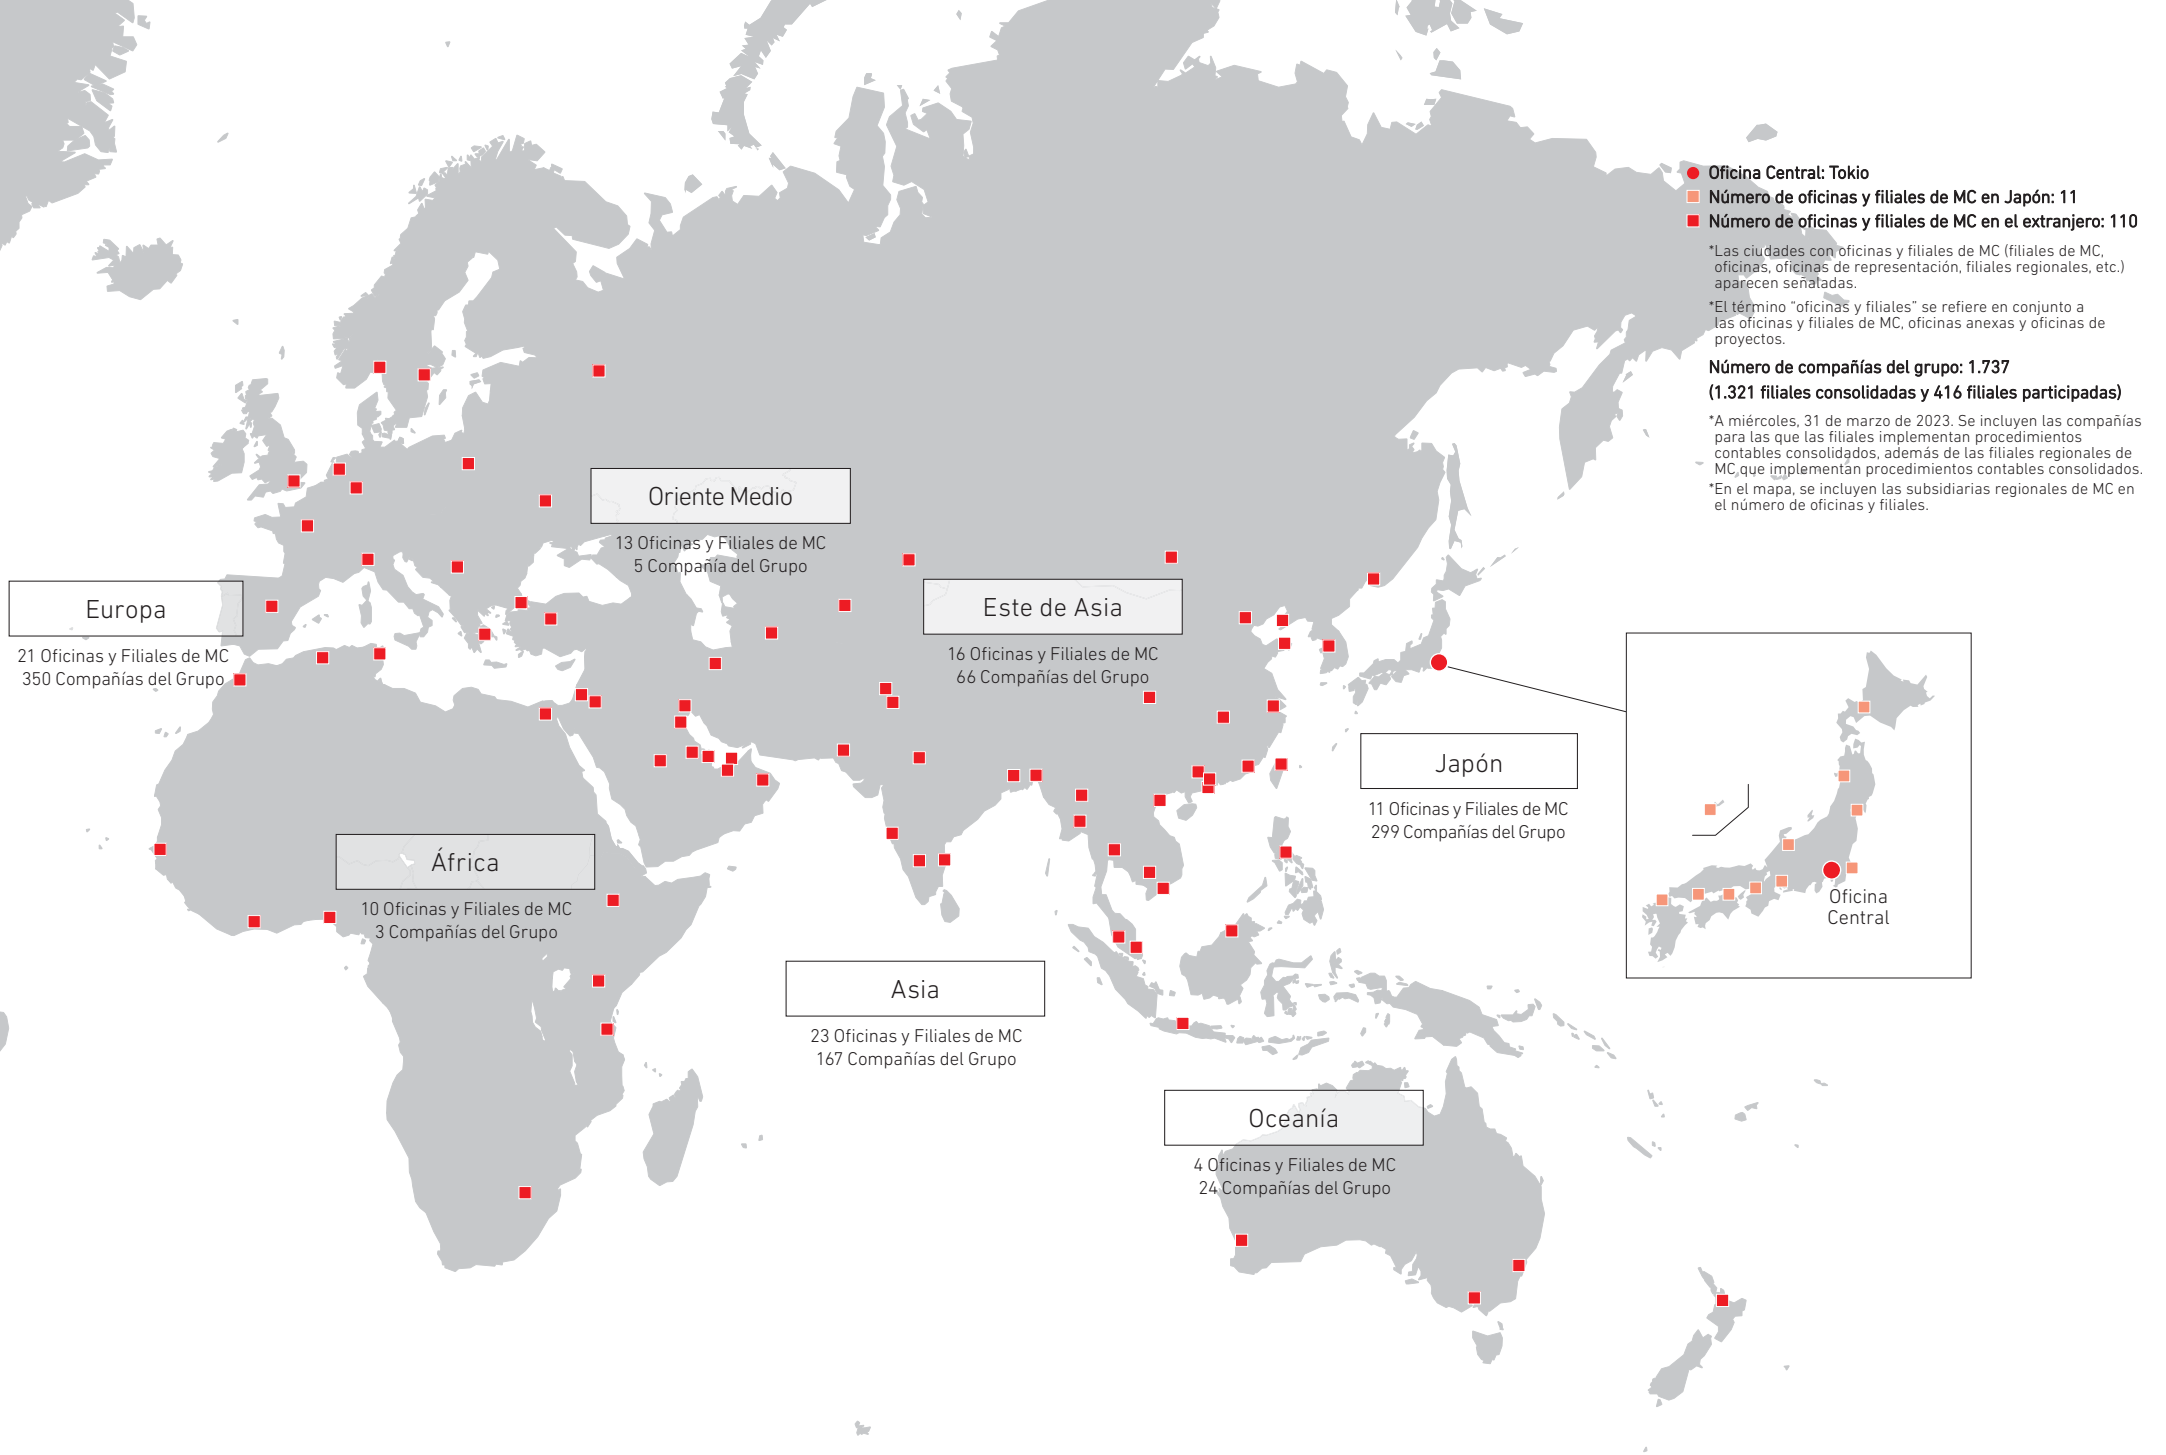 Oficina Central: Tokio
Número de oficinas y filiales de MC en Japón: 11
Número de oficinas y filiales de MC en el extranjero: 110
*Las ciudades con oficinas y filiales de MC (filiales de MC,
oficinas, oficinas de representación, filiales regionales, etc.)
aparecen señaladas.
*El término “oficinas y filiales” se refiere en conjunto a
las oficinas y filiales de MC, oficinas anexas y oficinas de
proyectos.
Número de compañías del grupo: 1.737
(1.321 filiales consolidadas y 416 filiales participadas)
*A miércoles, 31 de marzo de 2023. Se incluyen las compañías
para las que las filiales implementan procedimientos
contables consolidados, además de las filiales regionales de
MC que implementan procedimientos contables consolidados.
*En el mapa, se incluyen las subsidiarias regionales de MC en
el número de oficinas y filiales.
Oriente Medio
13 Oficinas y Filiales de MC
5 Compañía del Grupo
Europa
21 Oficinas y Filiales de MC
350 Compañías del Grupo
Este de Asia
16 Oficinas y Filiales de MC
66 Compañías del Grupo
Japón
11 Oficinas y Filiales de MC
299 Compañías del Grupo
Oficina
Central
África
10 Oficinas y Filiales de MC
3 Compañías del Grupo
Asia
23 Oficinas y Filiales de MC
167 Compañías del Grupo
Oceanía
4 Oficinas y Filiales de MC
24 Compañías del Grupo